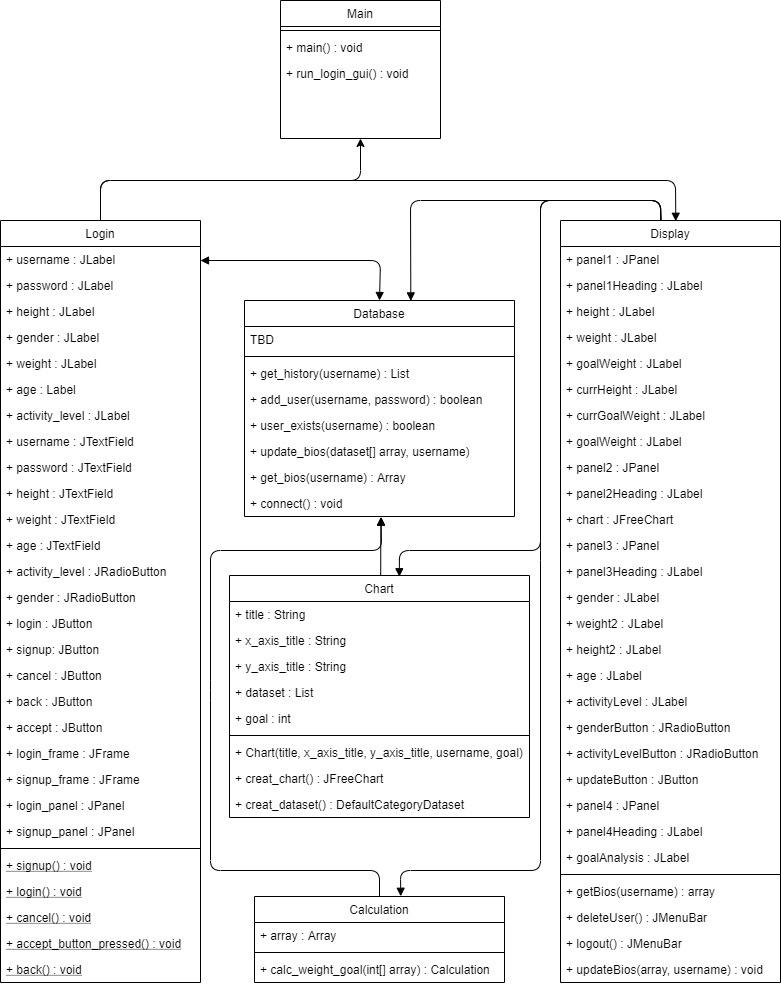 Main
+ main() : void
+ run_login_gui() : void
Login
+ username : JLabel
+ password : JLabel
+ height : JLabel
+ gender : JLabel
+ weight : JLabel
+ age : Label
+ activity_level : JLabel
+ username : JTextField
+ password : JTextField
+ height : JTextField
+ weight : JTextField
+ age : JTextField
+ activity_level : JRadioButton
+ gender : JRadioButton
+ login : JButton
+ signup: JButton
+ cancel : JButton
+ back : JButton
+ accept : JButton
+ login_frame : JFrame
+ signup_frame : JFrame
+ login_panel : JPanel
+ signup_panel : JPanel
+ signup() : void
+ login() : void
+ cancel() : void
+ accept_button_pressed() : void
+ back() : void
Database
TBD
+ get_history(username) : List
+ add_user(username, password) : boolean
+ user_exists(username) : boolean
+ update_bios(dataset[] array, username)
+ get_bios(username) : Array
+ connect() : void
Chart
+ title : String
+ x_axis_title : String
+ y_axis_title : String
+ dataset : List
+ goal : int
+ Chart(title, x_axis_title, y_axis_title, username, goal)
+ creat_chart() : JFreeChart
+ creat_dataset() : DefaultCategoryDataset
Calculation
+ array : Array
+ calc_weight_goal(int[] array) : Calculation
Display
+ panel1 : JPanel
+ panel1Heading : JLabel
+ height : JLabel
+ weight : JLabel
+ goalWeight : JLabel
+ currHeight : JLabel
+ currGoalWeight : JLabel
+ goalWeight : JLabel
+ panel2 : JPanel
+ panel2Heading : JLabel
+ chart : JFreeChart
+ panel3 : JPanel
+ panel3Heading : JLabel
+ gender : JLabel
+ weight2 : JLabel
+ height2 : JLabel
+ age : JLabel
+ activityLevel : JLabel
+ genderButton : JRadioButton
+ activityLevelButton : JRadioButton
+ updateButton : JButton
+ panel4 : JPanel
+ panel4Heading : JLabel
+ goalAnalysis : JLabel
+ getBios(username) : array
+ deleteUser() : JMenuBar
+ logout() : JMenuBar
+ updateBios(array, username) : void